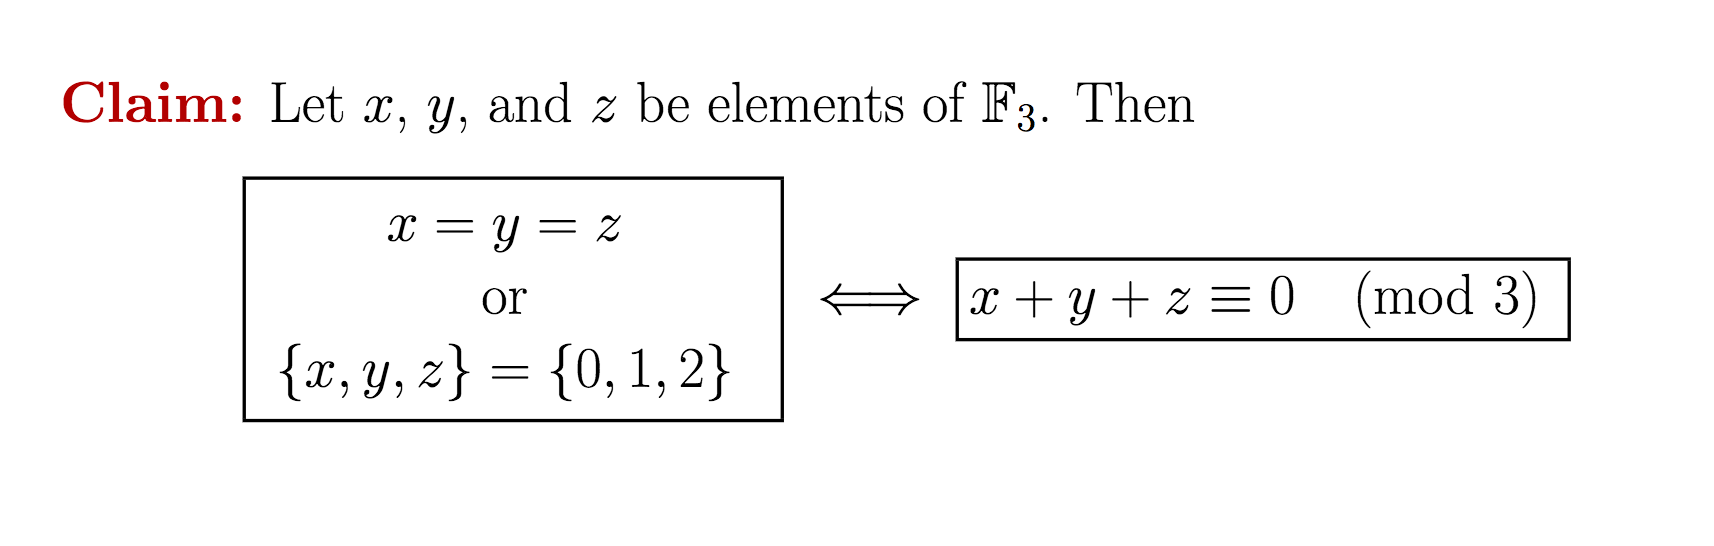 Claim: Let x, y, and z be elements of 𝔽₃. Then
x = y = z
or
{x, y, z} = {0, 1, 2}
⟺
x + y + z ≡ 0 (mod 3)